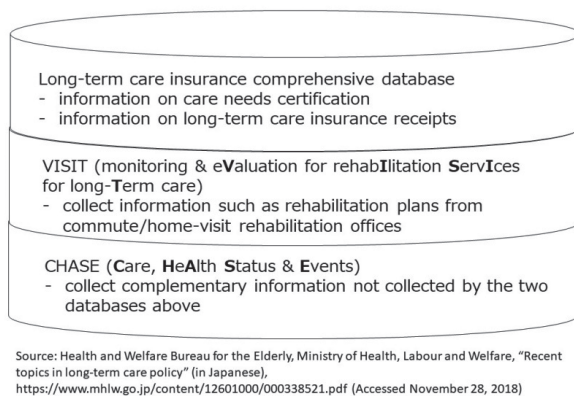 Long-term care insurance comprehensive database
- information on care needs certification
- information on long-term care insurance receipts
VISIT (monitoring & eValuation for rehabIlitation ServIces
for long-Term care)
- collect information such as rehabilitation plans from
commute/home-visit rehabilitation offices
CHASE (Care, HeAlth Status & Events)
- collect complementary information not collected by the two
databases above
Source: Health and Welfare Bureau for the Elderly, Ministry of Health, Labour and Welfare, “Recent
topics in long-term care policy” (in Japanese),
https://www.mhlw.go.jp/content/12601000/000338521.pdf (Accessed November 28, 2018)